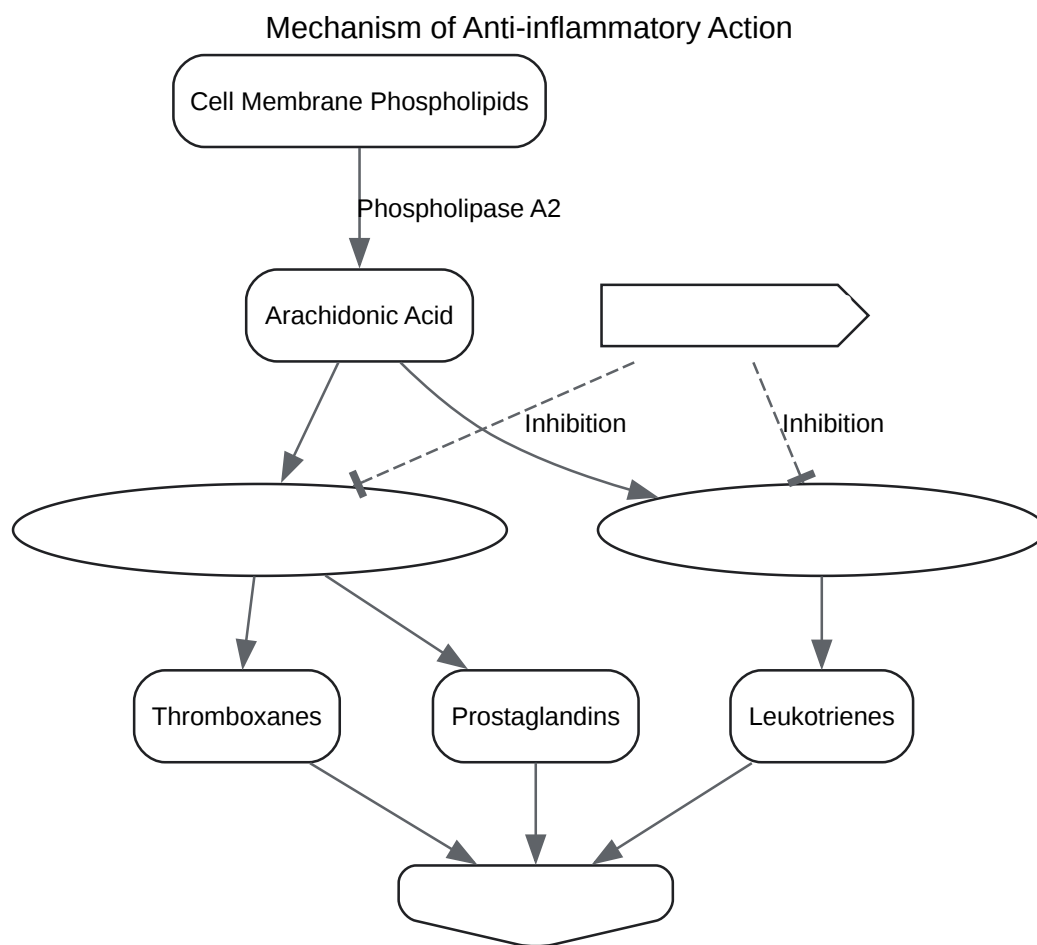 Mechanism of Anti-inflammatory Action
Cell Membrane Phospholipids
Phospholipase A2
Arachidonic Acid
Inhibition
Inhibition
Thromboxanes
Prostaglandins
Leukotrienes